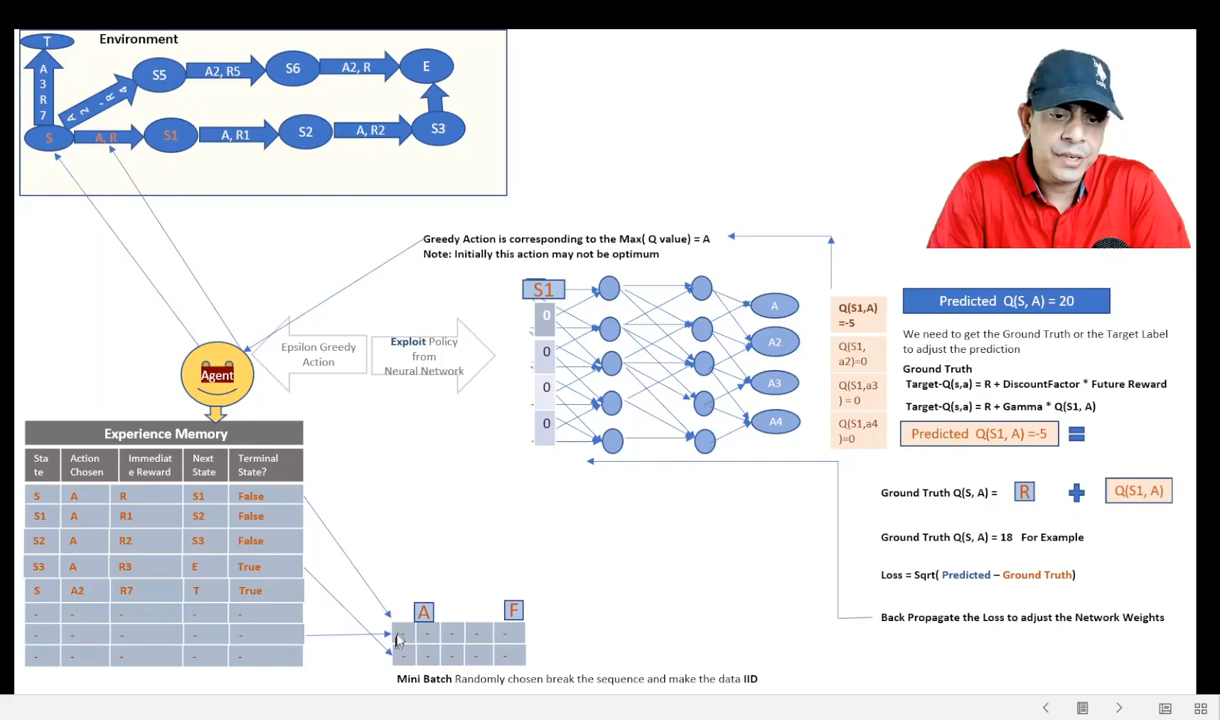 Environment
T
A
3
R
7
A 2 , R 4
S5
A2, R5
S6
A2, R
E
S
A, R
S1
A, R1
S2
A, R2
S3
Greedy Action is corresponding to the Max( Q value) = A
Note: Initially this action may not be optimum
Agent
Epsilon Greedy
Action
Exploit Policy
from
Neural Network
S1
0
0
0
0
A
A2
A3
A4
Q(S1,A)
=-5
Q(S1,
a2)=0
Q(S1,a3
) = 0
Q(S1,a4
)=0
Predicted Q(S, A) = 20
We need to get the Ground Truth or the Target Label
to adjust the prediction
Ground Truth
Target-Q(s,a) = R + DiscountFactor * Future Reward
Target-Q(s,a) = R + Gamma * Q(S1, A)
Predicted Q(S1, A) =-5 =
Ground Truth Q(S, A) = R + Q(S1, A)
Ground Truth Q(S, A) = 18 For Example
Loss = Sqrt( Predicted – Ground Truth)
Back Propagate the Loss to adjust the Network Weights
Experience Memory
Sta
te
Action
Chosen
Immediat
e Reward
Next
State
Terminal
State?
S A R S1 False
S1 A R1 S2 False
S2 A R2 S3 False
S3 A R3 E True
S A2 R7 T True
- - - - -
- - - - -
- - - - -
A F
- - - - -
- - - - -
Mini Batch Randomly chosen break the sequence and make the data IID